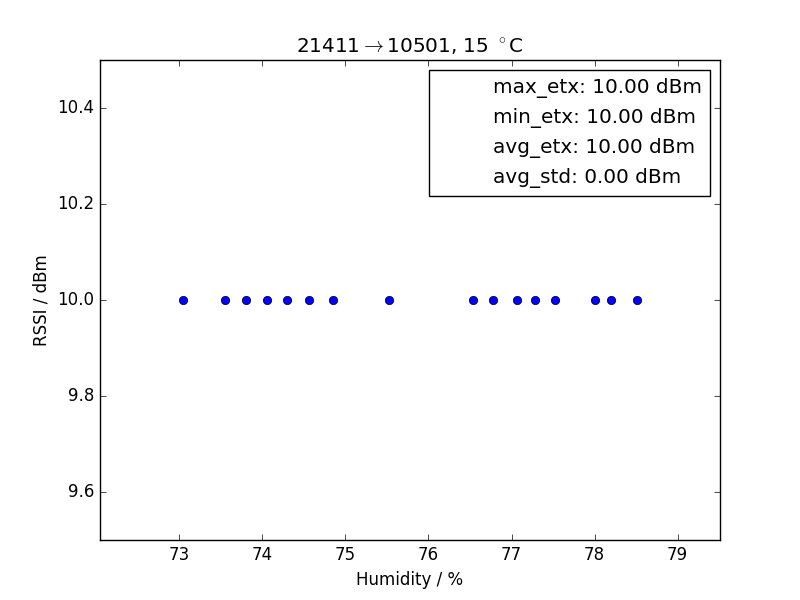 21411→10501, 15 °C
max_etx: 10.00 dBm
min_etx: 10.00 dBm
avg_etx: 10.00 dBm
avg_std: 0.00 dBm
10.4
10.2
10.0
9.8
9.6
RSSI / dBm
73 74 75 76 77 78 79
Humidity / %